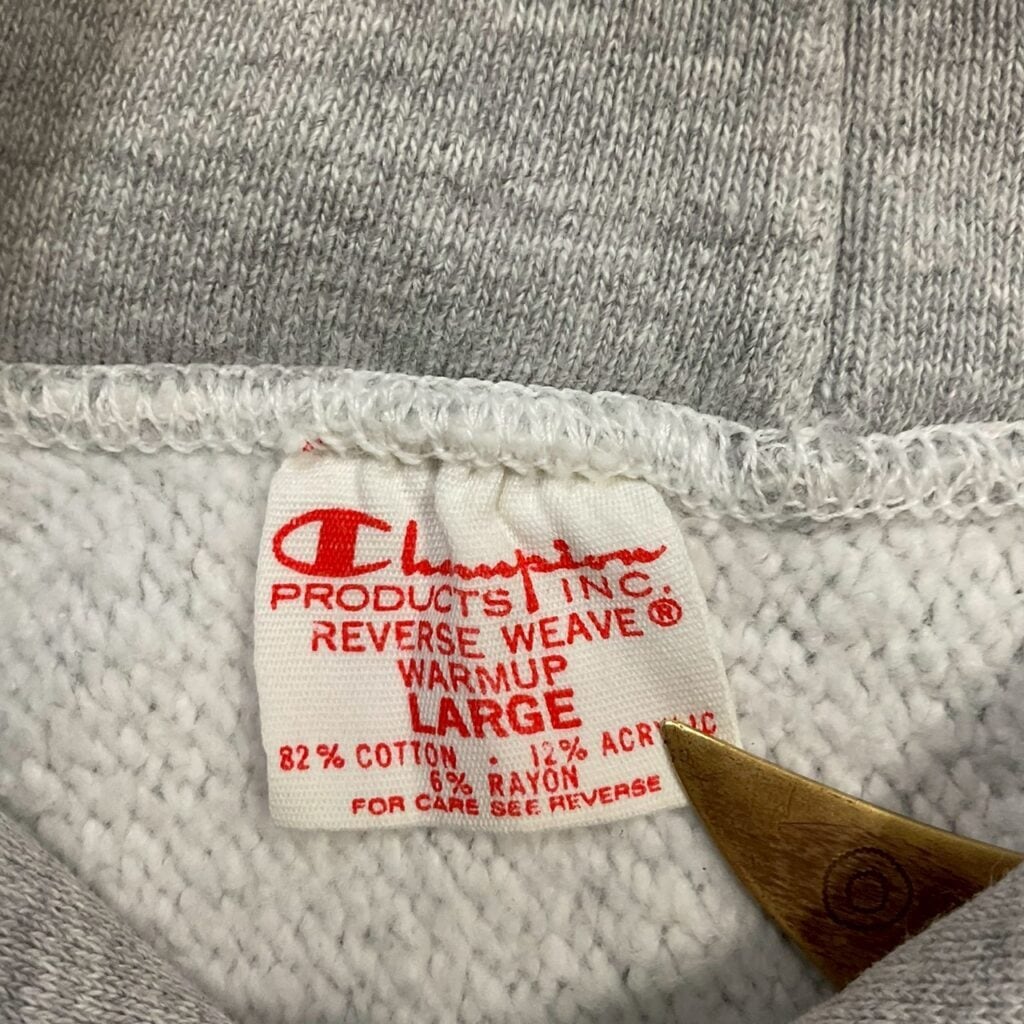 Champion
PRODUCTS INC.
REVERSE WEAVE®
WARMUP
LARGE
82% COTTON . 12% ACRYLIC
6% RAYON
FOR CARE SEE REVERSE